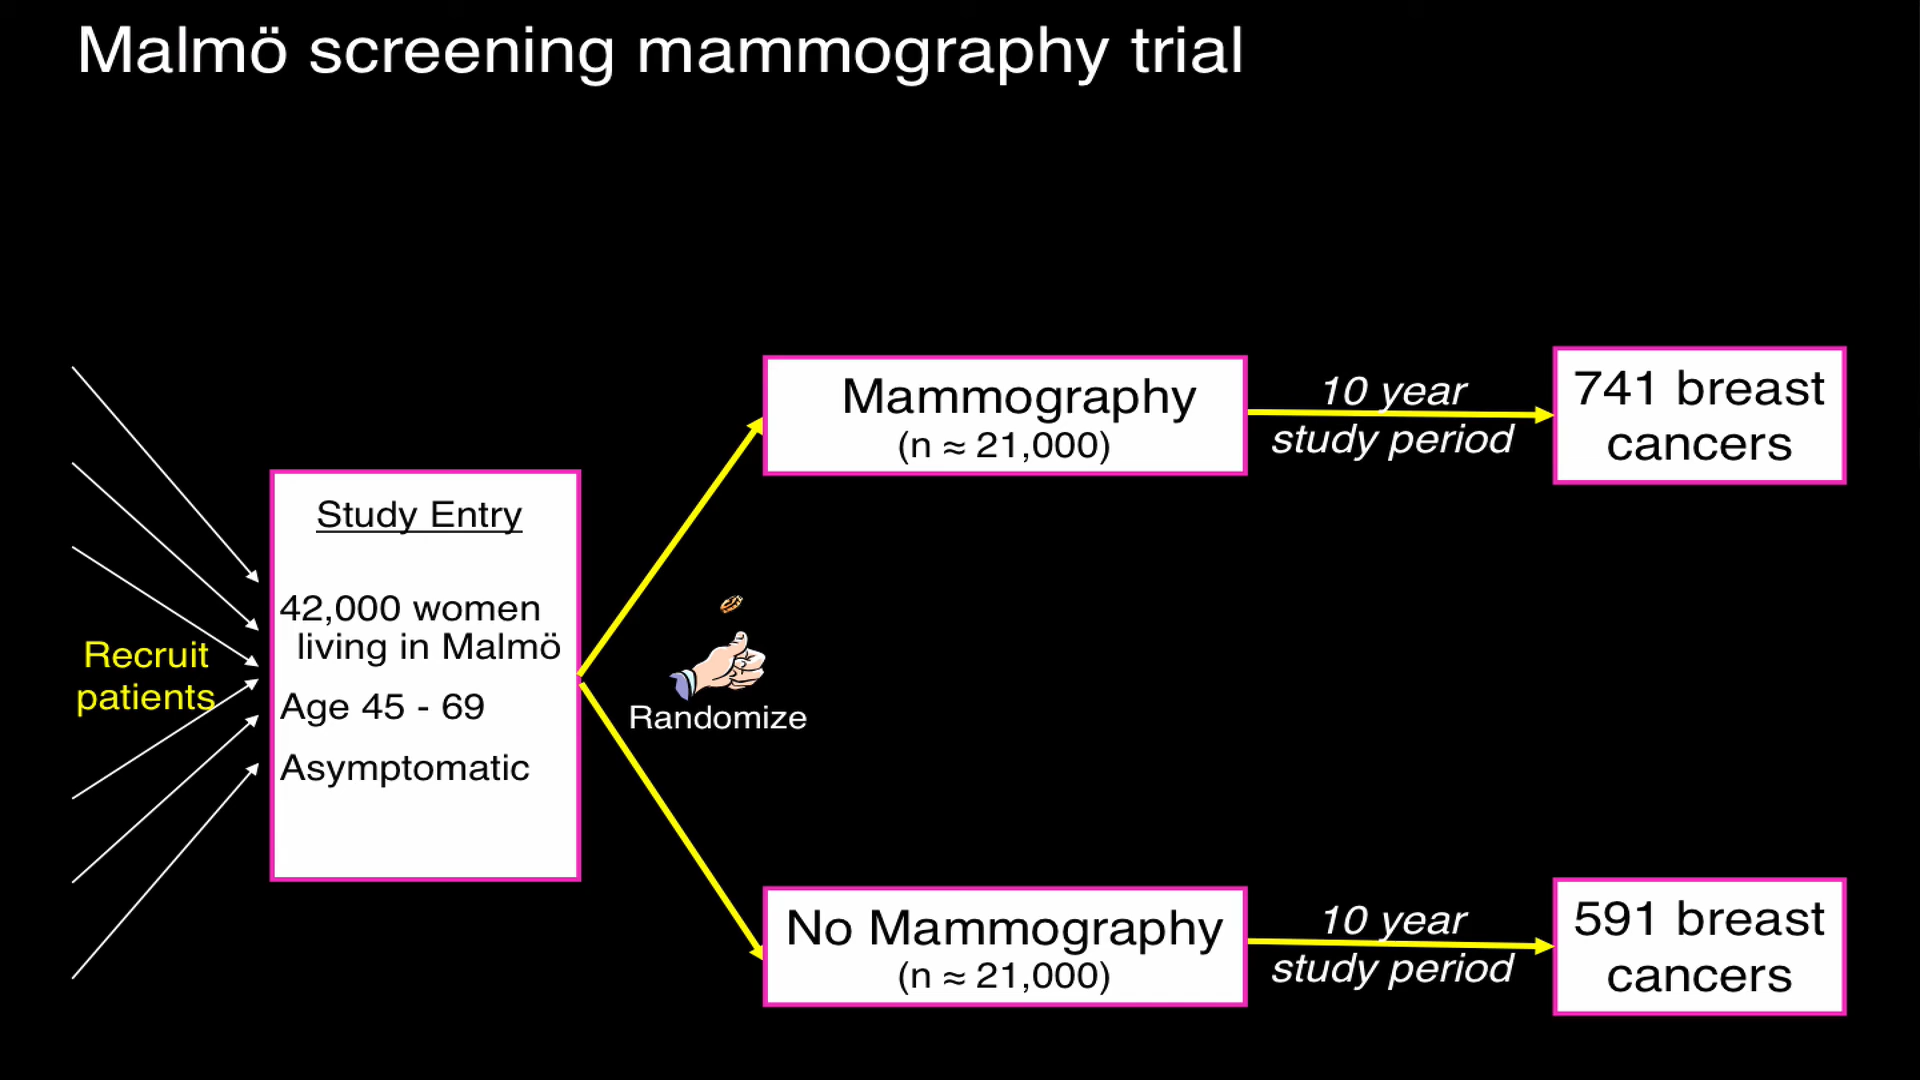 Malmö screening mammography trial
Recruit
patients
Study Entry
42,000 women
living in Malmö
Age 45 - 69
Asymptomatic
Randomize
Mammography
(n ≈ 21,000)
10 year
study period
741 breast
cancers
No Mammography
(n ≈ 21,000)
10 year
study period
591 breast
cancers